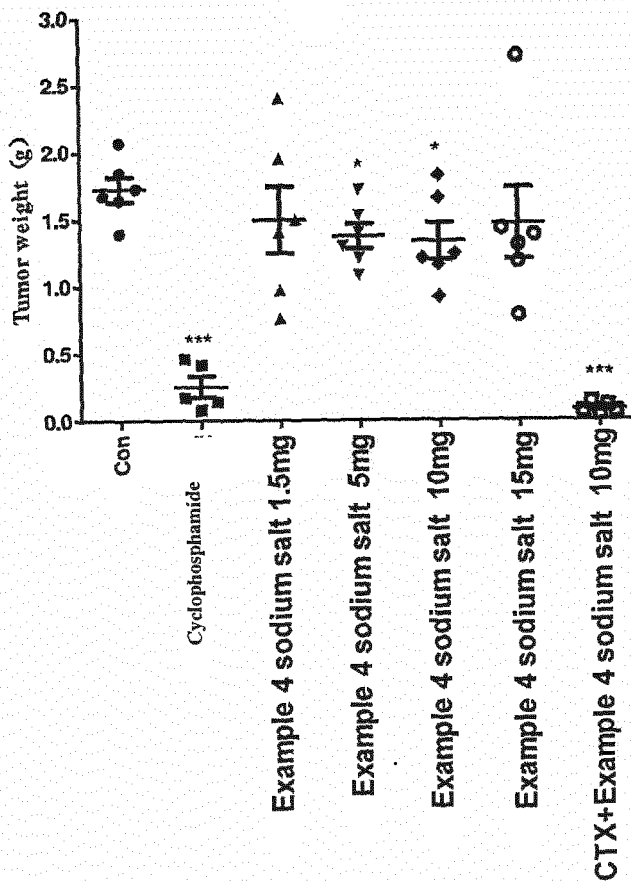 Tumor weight (g)
3.0
2.5
2.0
1.5
1.0
0.5
0.0
***
*
*
***
Con
Cyclophosphamide
Example 4 sodium salt 1.5mg
Example 4 sodium salt 5mg
Example 4 sodium salt 10mg
Example 4 sodium salt 15mg
CTX+Example 4 sodium salt 10mg